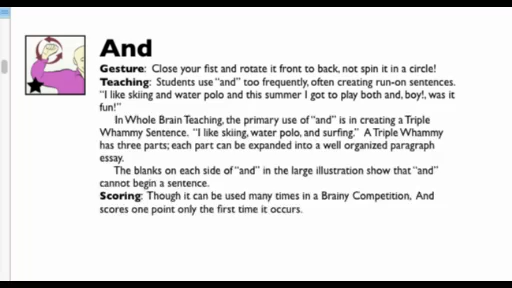 And
Gesture: Close your fist and rotate it front to back, not spin it in a circle!
Teaching: Students use "and" too frequently, often creating run-on sentences.
"I like skiing and water polo and this summer I got to play both and, boy!, was it
fun!"
In Whole Brain Teaching, the primary use of "and" is in creating a Triple
Whammy Sentence. "I like skiing, water polo, and surfing." A Triple Whammy
has three parts; each part can be expanded into a well organized paragraph
essay.
The blanks on each side of "and" in the large illustration show that "and"
cannot begin a sentence.
Scoring: Though it can be used many times in a Brainy Competition, And
scores one point only the first time it occurs.